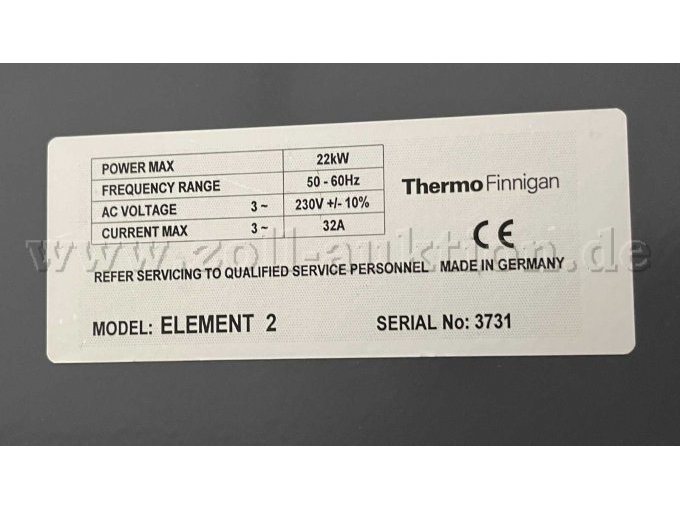 POWER MAX 22kW
FREQUENCY RANGE 50 - 60Hz
AC VOLTAGE 3 ~ 230V +/- 10%
CURRENT MAX 3 ~ 32A
Thermo Finnigan
CE
www.zoll-auktion.de
REFER SERVICING TO QUALIFIED SERVICE PERSONNEL MADE IN GERMANY
MODEL: ELEMENT 2 SERIAL No: 3731